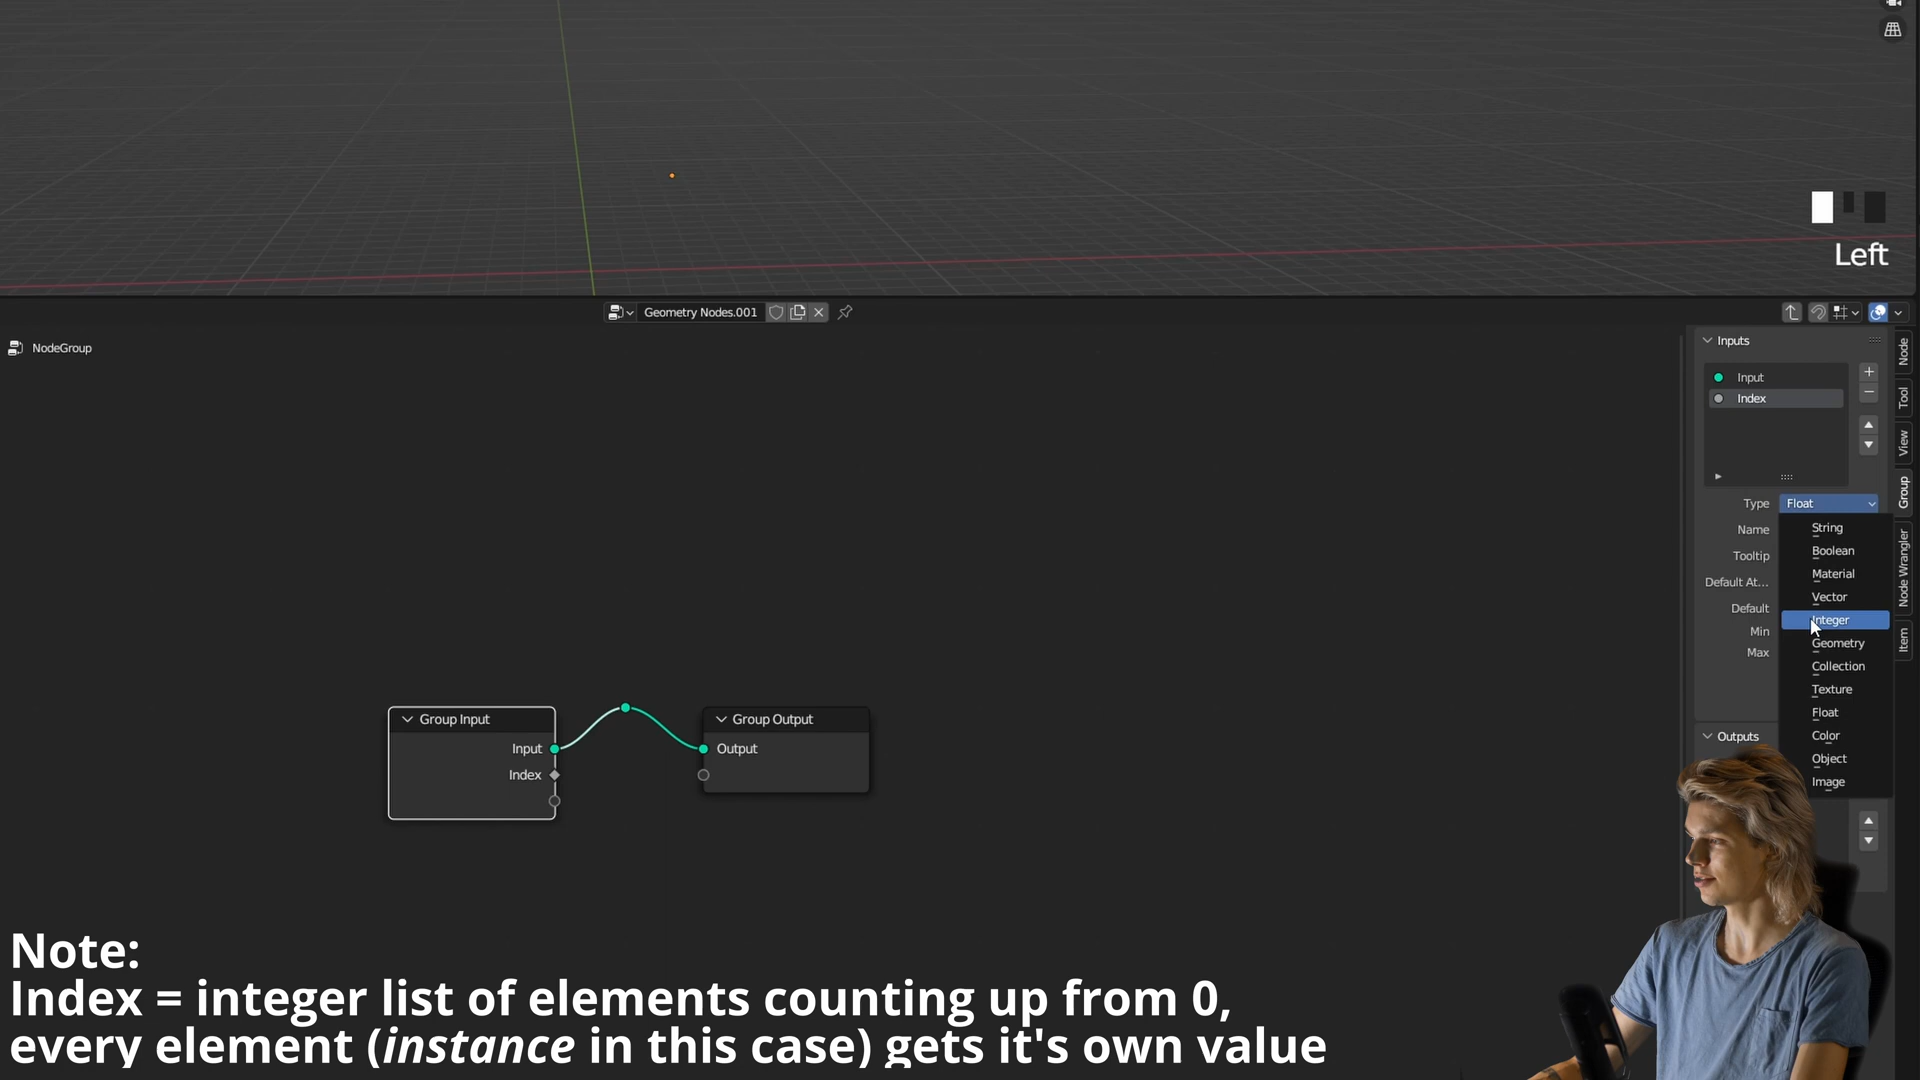 Left
Geometry Nodes.001
NodeGroup
Inputs
Input
Index
Type
Float
Name
Tooltip
Default At...
Default
Min
Max
String
Boolean
Material
Vector
Integer
Geometry
Collection
Texture
Float
Color
Object
Image
Outputs
Node
Tool
View
Group
Node Wrangler
Item
Group Input
Input
Index
Group Output
Output
Note:
Index = integer list of elements counting up from 0,
every element (instance in this case) gets it's own value